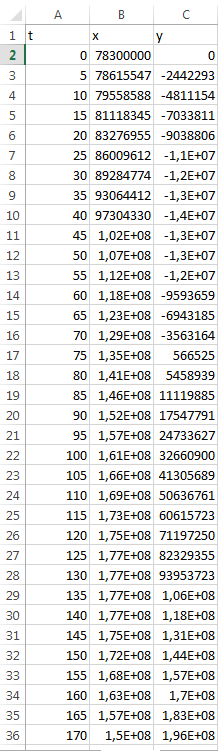 A B C
1 t x y
2 0 78300000 0
3 5 78615547 -2442293
4 10 79558588 -4811154
5 15 81118345 -7033811
6 20 83276955 -9038806
7 25 86009612 -1,1E+07
8 30 89284774 -1,2E+07
9 35 93064412 -1,3E+07
10 40 97304330 -1,4E+07
11 45 1,02E+08 -1,3E+07
12 50 1,07E+08 -1,3E+07
13 55 1,12E+08 -1,2E+07
14 60 1,18E+08 -9593659
15 65 1,23E+08 -6943185
16 70 1,29E+08 -3563164
17 75 1,35E+08 566525
18 80 1,41E+08 5458939
19 85 1,46E+08 11119885
20 90 1,52E+08 17547791
21 95 1,57E+08 24733627
22 100 1,61E+08 32660900
23 105 1,66E+08 41305689
24 110 1,69E+08 50636761
25 115 1,73E+08 60615723
26 120 1,75E+08 71197250
27 125 1,77E+08 82329355
28 130 1,77E+08 93953723
29 135 1,77E+08 1,06E+08
30 140 1,77E+08 1,18E+08
31 145 1,75E+08 1,31E+08
32 150 1,72E+08 1,44E+08
33 155 1,68E+08 1,57E+08
34 160 1,63E+08 1,7E+08
35 165 1,57E+08 1,83E+08
36 170 1,5E+08 1,96E+08